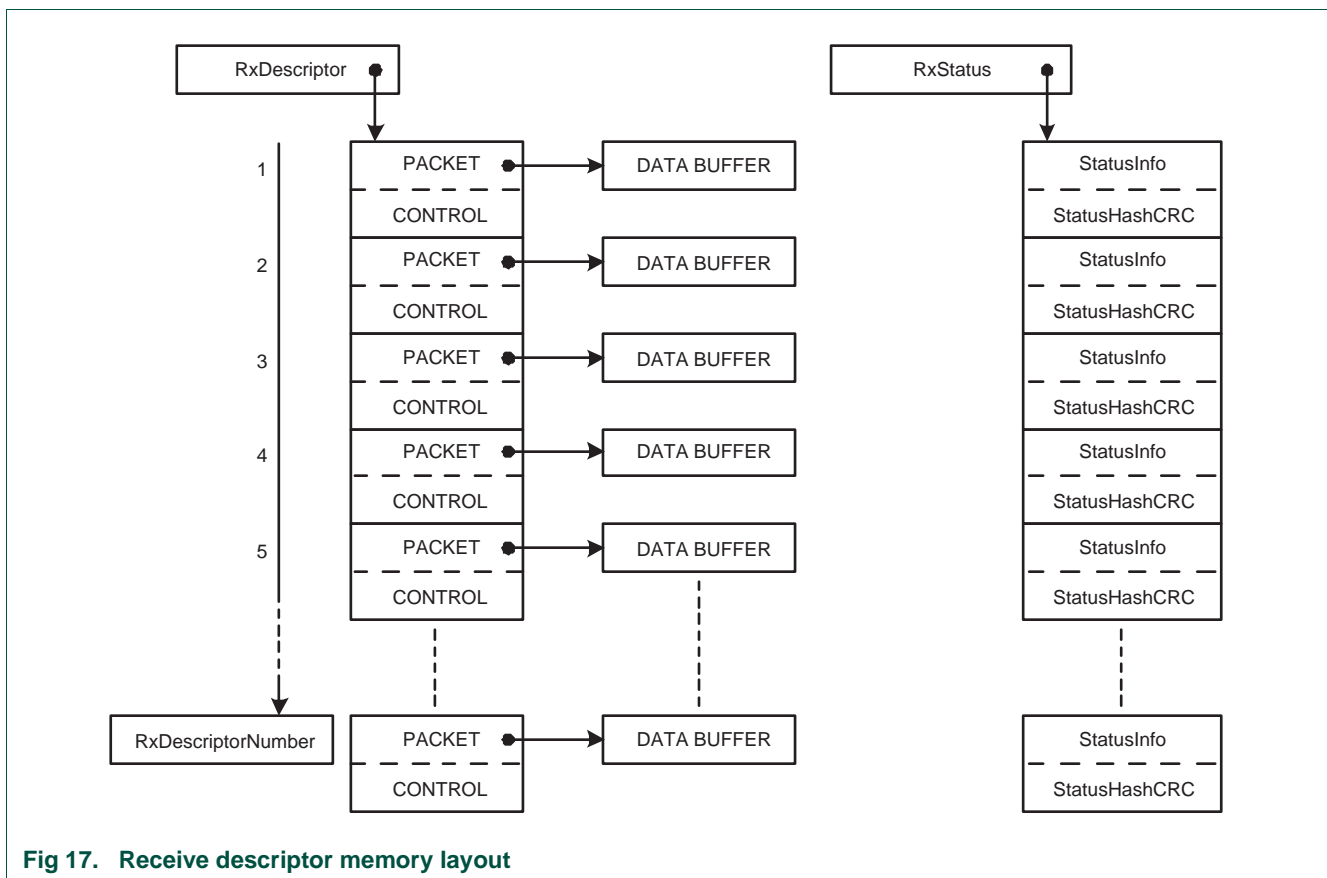 RxDescriptor
RxStatus
1
PACKET
DATA BUFFER
StatusInfo
CONTROL
StatusHashCRC
2
PACKET
DATA BUFFER
StatusInfo
CONTROL
StatusHashCRC
3
PACKET
DATA BUFFER
StatusInfo
CONTROL
StatusHashCRC
4
PACKET
DATA BUFFER
StatusInfo
CONTROL
StatusHashCRC
5
PACKET
DATA BUFFER
StatusInfo
CONTROL
StatusHashCRC
RxDescriptorNumber
PACKET
DATA BUFFER
StatusInfo
CONTROL
StatusHashCRC
Fig 17. Receive descriptor memory layout